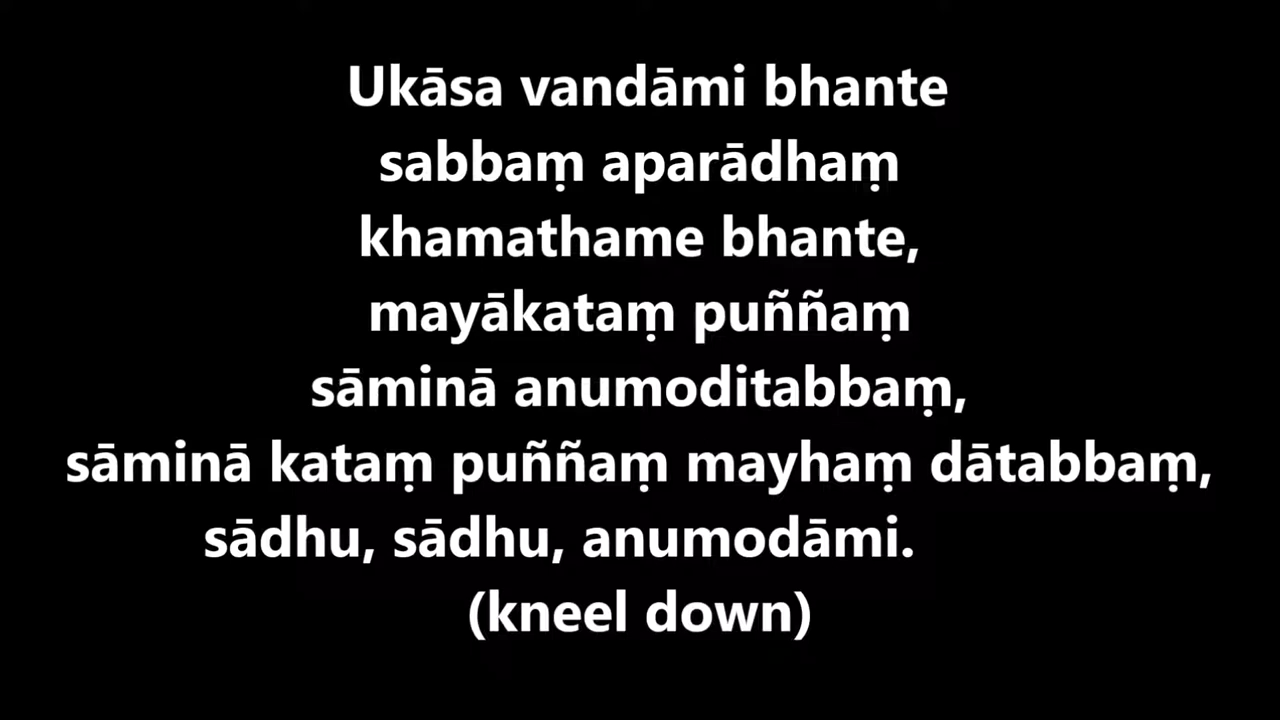 Ukāsa vandāmi bhante
sabbaṃ aparādhaṃ
khamathame bhante,
mayākataṃ puññaṃ
sāminā anumoditabbaṃ,
sāminā kataṃ puññaṃ mayhaṃ dātabbaṃ,
sādhu, sādhu, anumodāmi.
(kneel down)